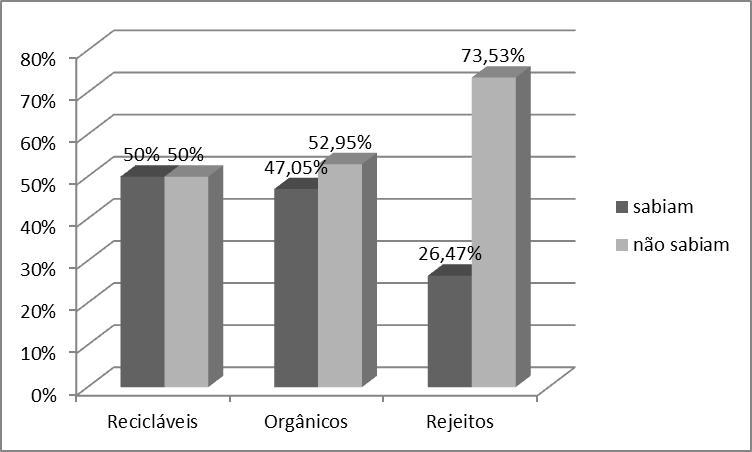 80%
70%
60%
50%
40%
30%
20%
10%
0%
50% 50%
47,05%
52,95%
26,47%
73,53%
Recicláveis
Orgânicos
Rejeitos
sabiam
não sabiam